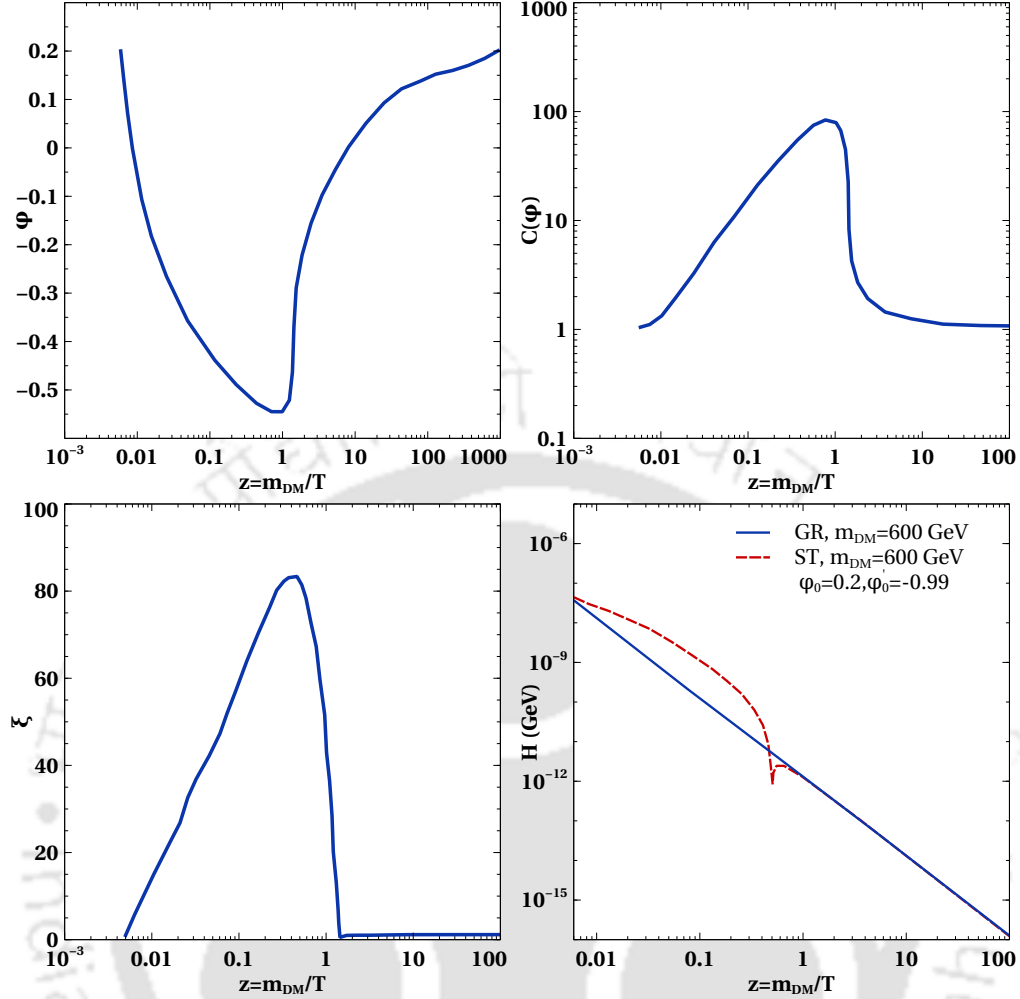 0.2
0.1
0
−0.1
−0.2
−0.3
−0.4
−0.5
φ
10⁻³ 0.01 0.1 1 10 100 1000
z=m_DM/T
1000
100
10
1
0.1
C(φ)
10⁻³ 0.01 0.1 1 10 100
z=m_DM/T
100
80
60
40
20
0
ξ
10⁻³ 0.01 0.1 1 10 100
z=m_DM/T
GR, m_DM=600 GeV
ST, m_DM=600 GeV
φ₀=0.2,φ₀'=-0.99
10⁻⁶
10⁻⁹
10⁻¹²
10⁻¹⁵
H (GeV)
0.01 0.1 1 10 100
z=m_DM/T